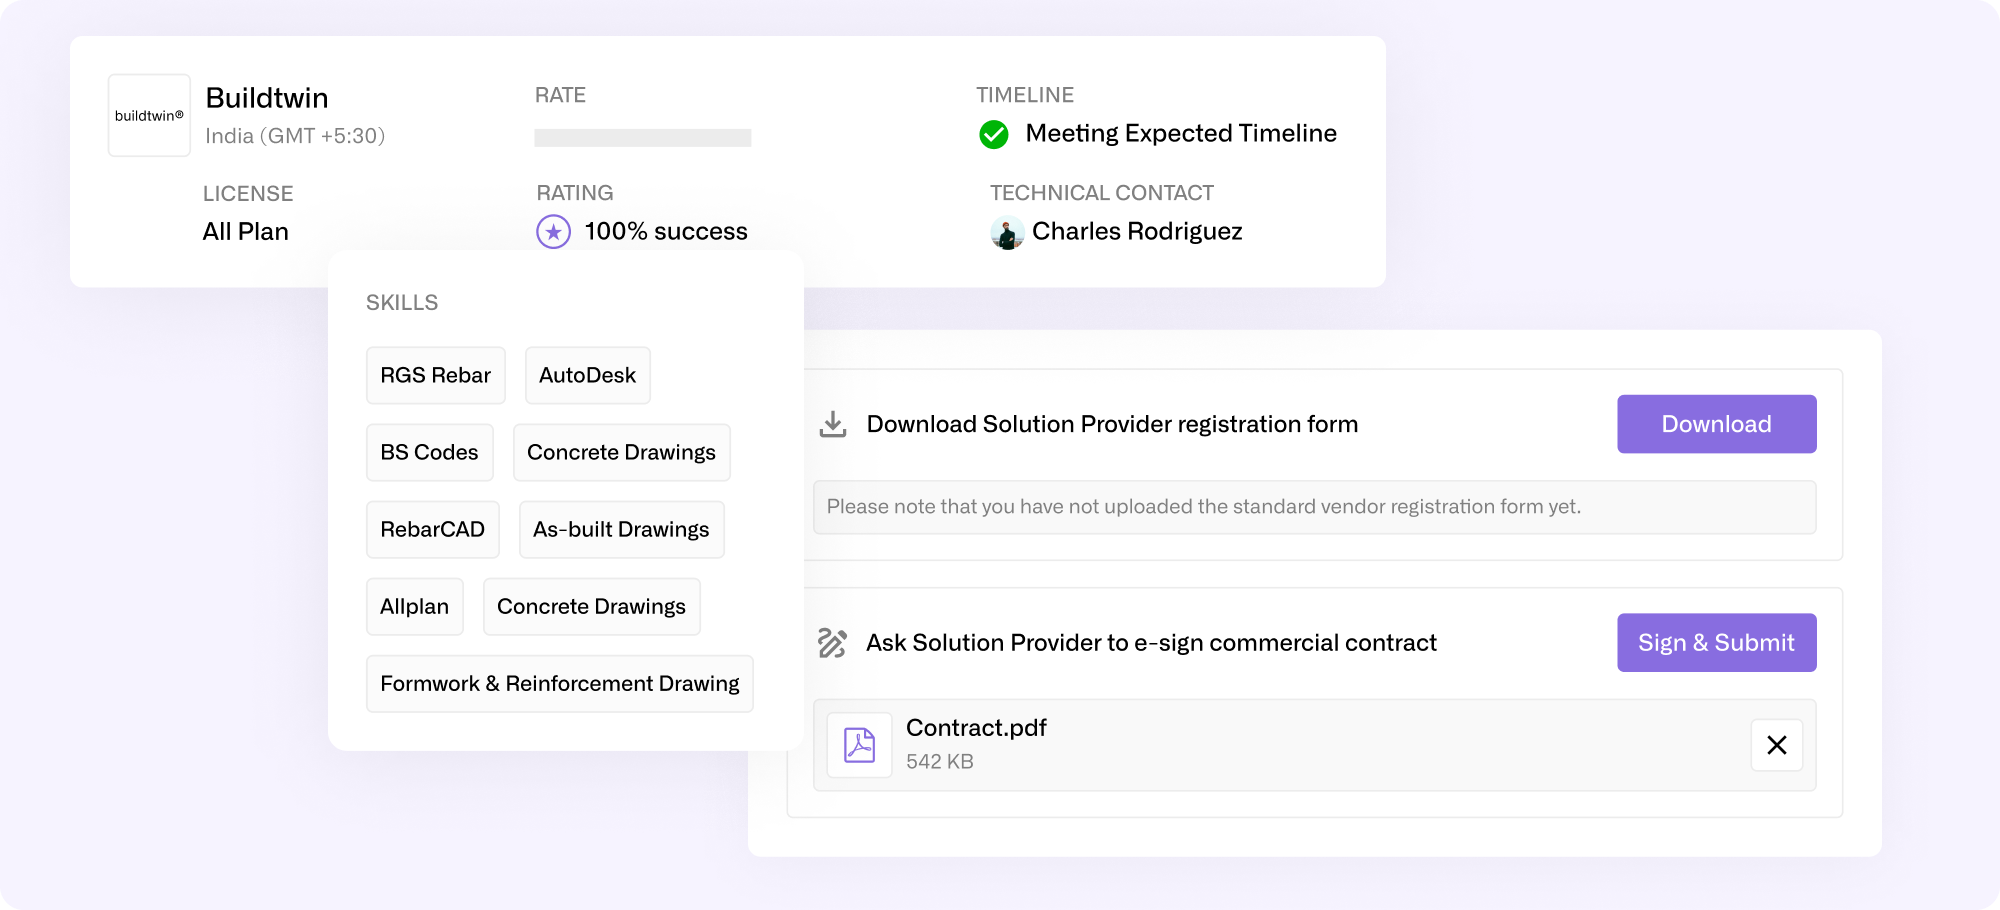 buildtwin®
Buildtwin
India (GMT +5:30)
RATE
TIMELINE
Meeting Expected Timeline
LICENSE
All Plan
RATING
100% success
TECHNICAL CONTACT
Charles Rodriguez
SKILLS
RGS Rebar
AutoDesk
BS Codes
Concrete Drawings
RebarCAD
As-built Drawings
Allplan
Concrete Drawings
Formwork & Reinforcement Drawing
Download Solution Provider registration form
Download
Please note that you have not uploaded the standard vendor registration form yet.
Ask Solution Provider to e-sign commercial contract
Sign & Submit
Contract.pdf
542 KB